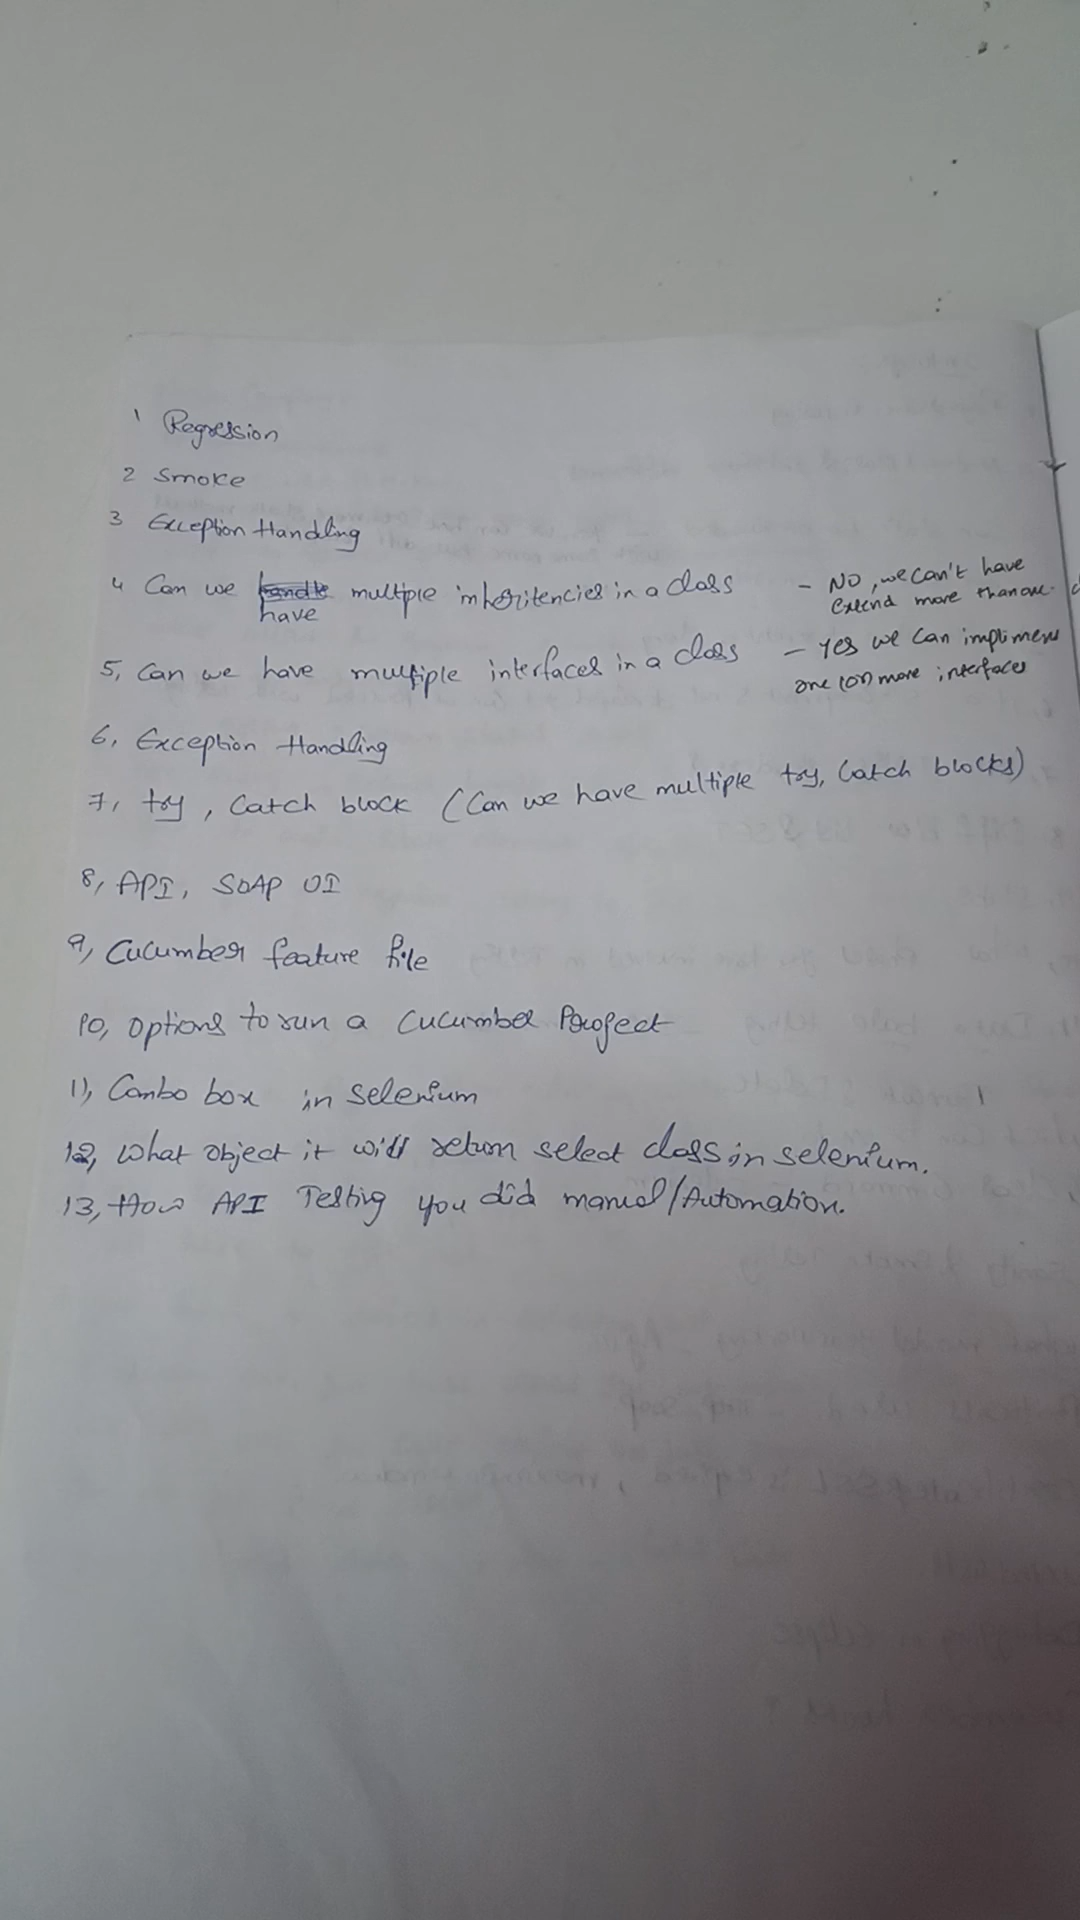 1 Regression
2 Smoke
3 Exception Handling
4 Can we have multiple inheritencies in a class - No, we can't have
extend more than one
5, Can we have multiple interfaces in a class - Yes we can impliment
one (or) more interfaces
6, Exception Handling
7, try, Catch block (Can we have multiple try, Catch blocks)
8, API, SOAP UI
9, Cucumber feature file
10, Options to run a Cucumber Project
11, Combo box in selenium
12, What object it will return select class in selenium.
13, How API Testing you did manual/Automation.